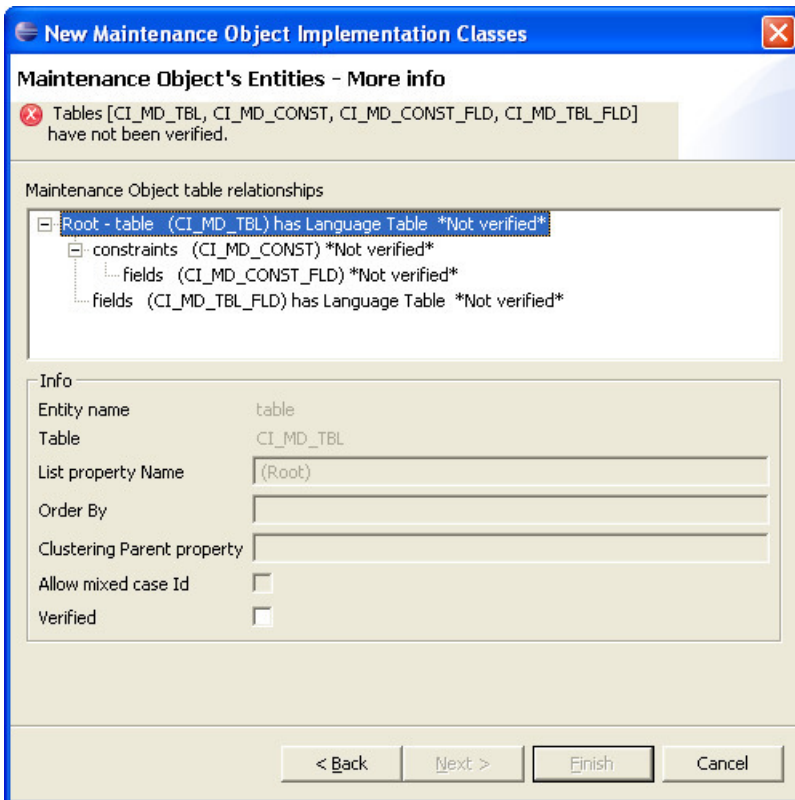 New Maintenance Object Implementation Classes
Maintenance Object's Entities - More info
Tables [CI_MD_TBL, CI_MD_CONST, CI_MD_CONST_FLD, CI_MD_TBL_FLD]
have not been verified.
Maintenance Object table relationships
Root - table (CI_MD_TBL) has Language Table *Not verified*
constraints (CI_MD_CONST) *Not verified*
fields (CI_MD_CONST_FLD) *Not verified*
fields (CI_MD_TBL_FLD) has Language Table *Not verified*
Info
Entity name table
Table CI_MD_TBL
List property Name (Root)
Order By
Clustering Parent property
Allow mixed case Id
Verified
< Back Next > Finish Cancel